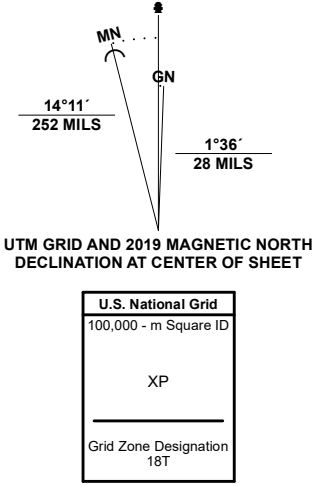 MN
GN
14°11´
252 MILS
1°36´
28 MILS
UTM GRID AND 2019 MAGNETIC NORTH
DECLINATION AT CENTER OF SHEET
U.S. National Grid
100,000 - m Square ID
XP
Grid Zone Designation
18T